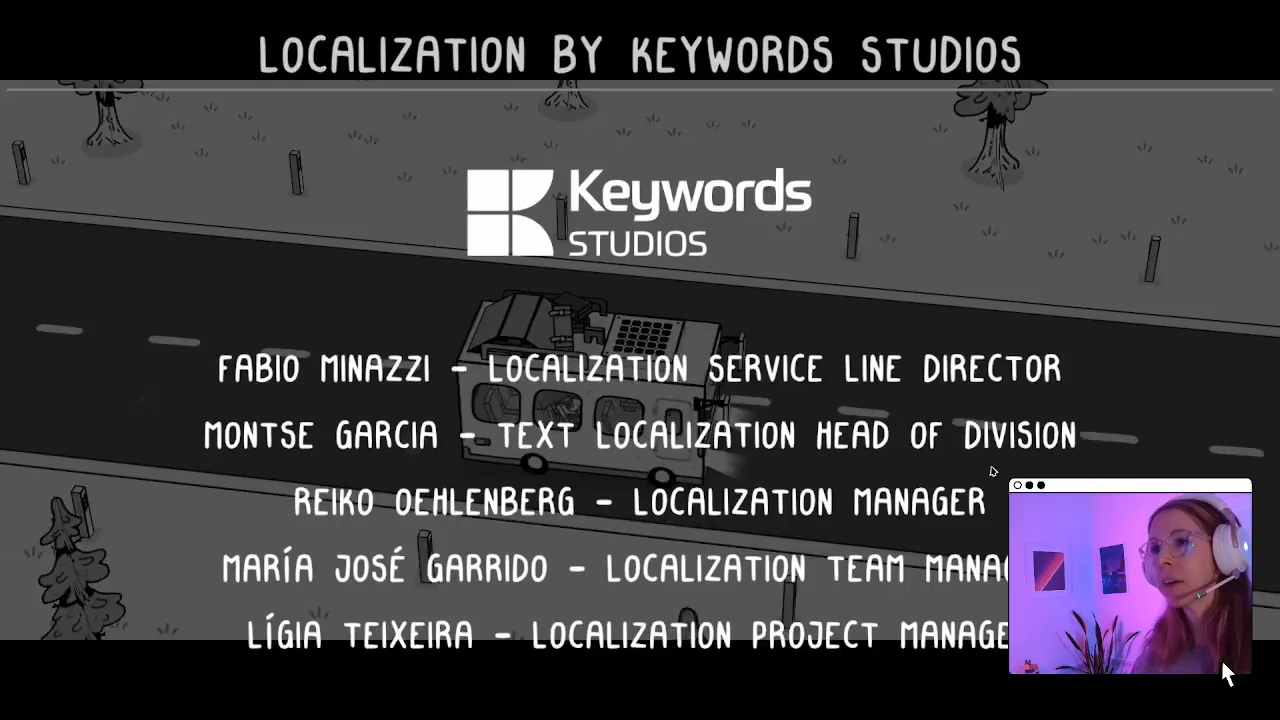 LOCALIZATION BY KEYWORDS STUDIOS
Keywords
STUDIOS
FABIO MINAZZI - LOCALIZATION SERVICE LINE DIRECTOR
MONTSE GARCIA - TEXT LOCALIZATION HEAD OF DIVISION
REIKO OEHLENBERG - LOCALIZATION MANAGER
MARÍA JOSÉ GARRIDO - LOCALIZATION TEAM
LÍGIA TEIXEIRA - LOCALIZATION PROJECT